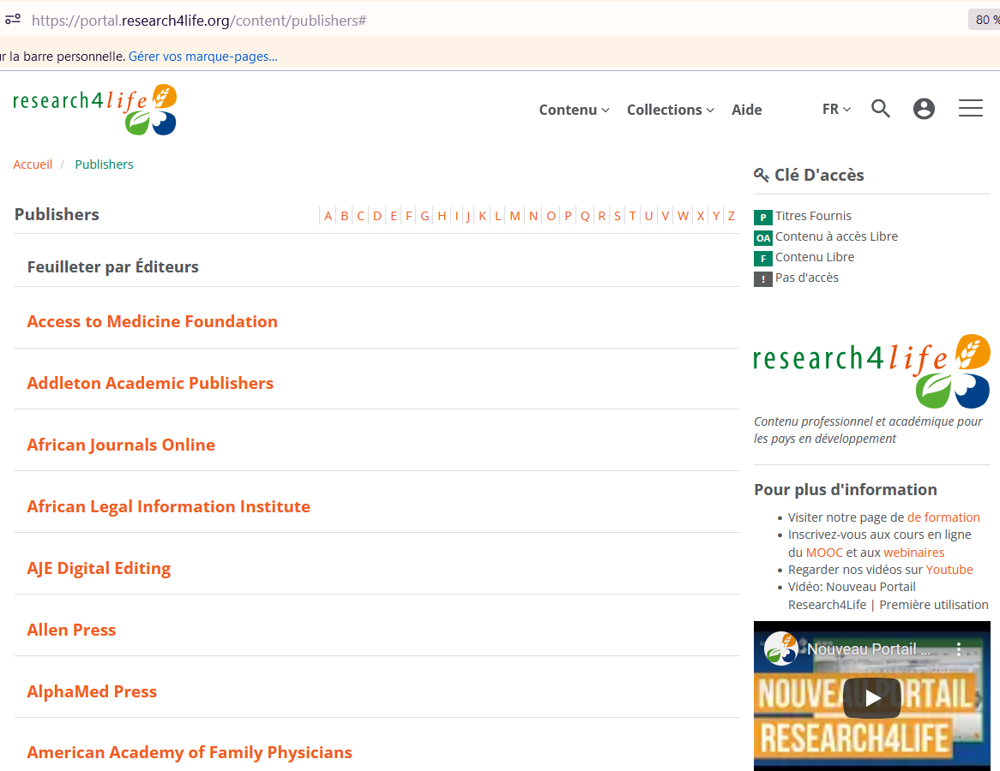 https://portal.research4life.org/content/publishers#
80 %
r la barre personnelle. Gérer vos marque-pages...
research4life
Contenu
Collections
Aide
FR
Accueil / Publishers
Publishers
A B C D E F G H I J K L M N O P Q R S T U V W X Y Z
Feuilleter par Éditeurs
Access to Medicine Foundation
Addleton Academic Publishers
African Journals Online
African Legal Information Institute
AJE Digital Editing
Allen Press
AlphaMed Press
American Academy of Family Physicians
Clé D'accès
P Titres Fournis
OA Contenu à accès Libre
F Contenu Libre
! Pas d'accès
research4life
Contenu professionnel et académique pour
les pays en développement
Pour plus d'information
• Visiter notre page de de formation
• Inscrivez-vous aux cours en ligne
du MOOC et aux webinaires
• Regarder nos vidéos sur Youtube
• Vidéo: Nouveau Portail
Research4Life | Première utilisation
Nouveau Portail ...
NOUVEAU PORTAIL
RESEARCH4LIFE